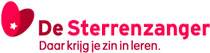 De Sterrenzanger
Daar krijg je zin in leren.